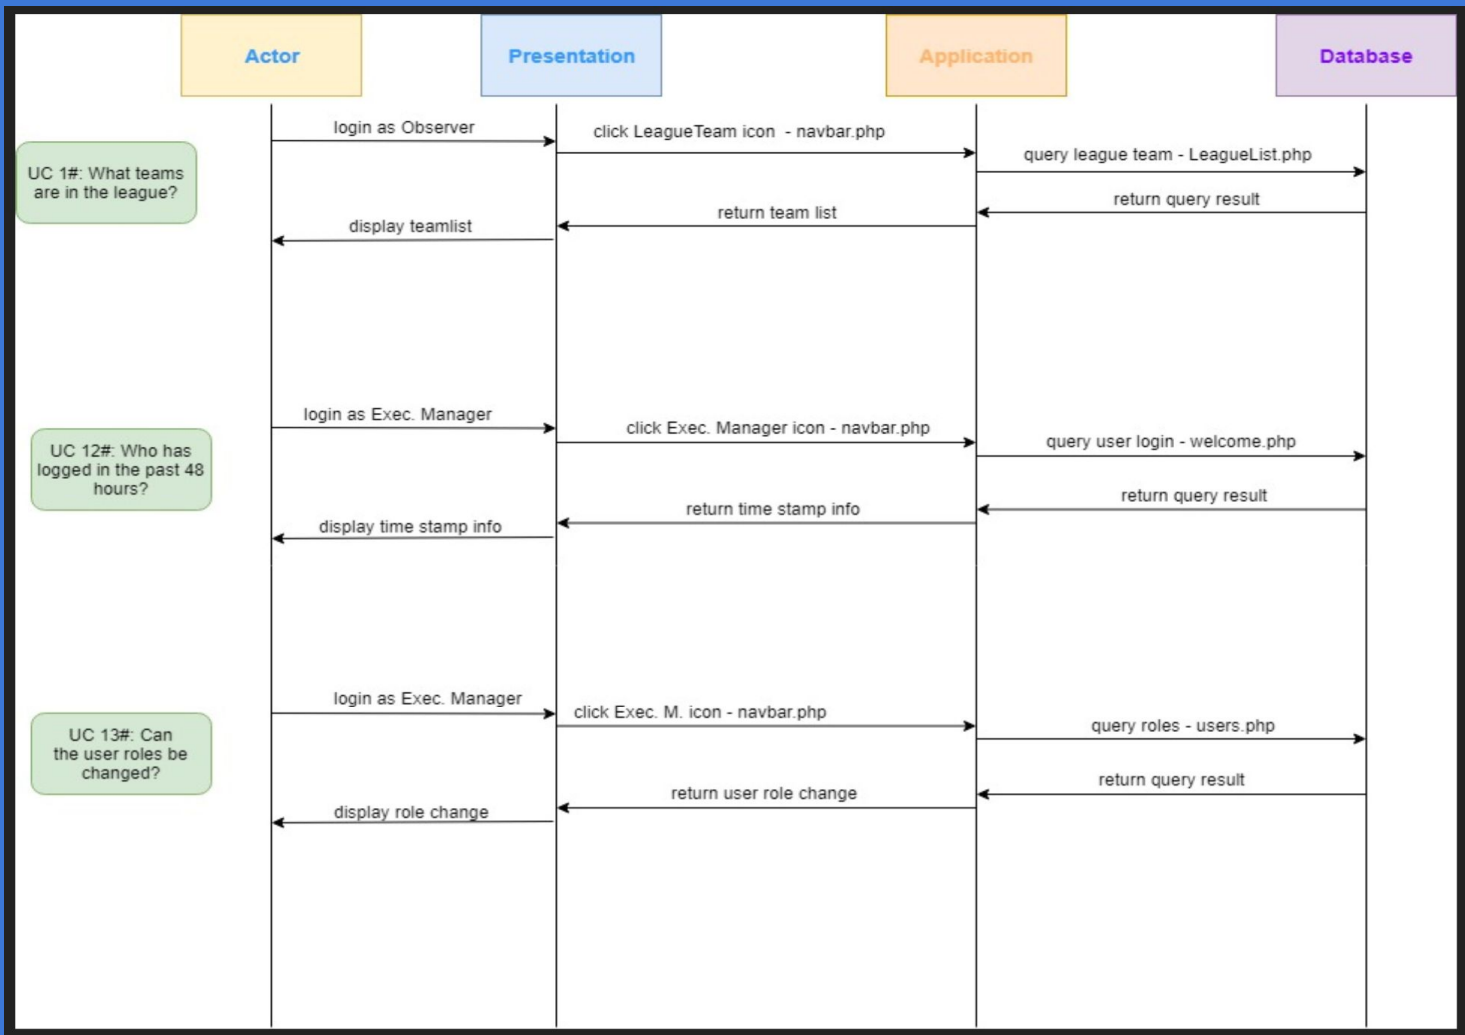 Actor
Presentation
Application
Database
login as Observer
click LeagueTeam icon - navbar.php
query league team - LeagueList.php
UC 1#: What teams
are in the league?
return query result
return team list
display teamlist
login as Exec. Manager
click Exec. Manager icon - navbar.php
query user login - welcome.php
UC 12#: Who has
logged in the past 48
hours?
return query result
return time stamp info
display time stamp info
login as Exec. Manager
click Exec. M. icon - navbar.php
query roles - users.php
UC 13#: Can
the user roles be
changed?
return query result
return user role change
display role change